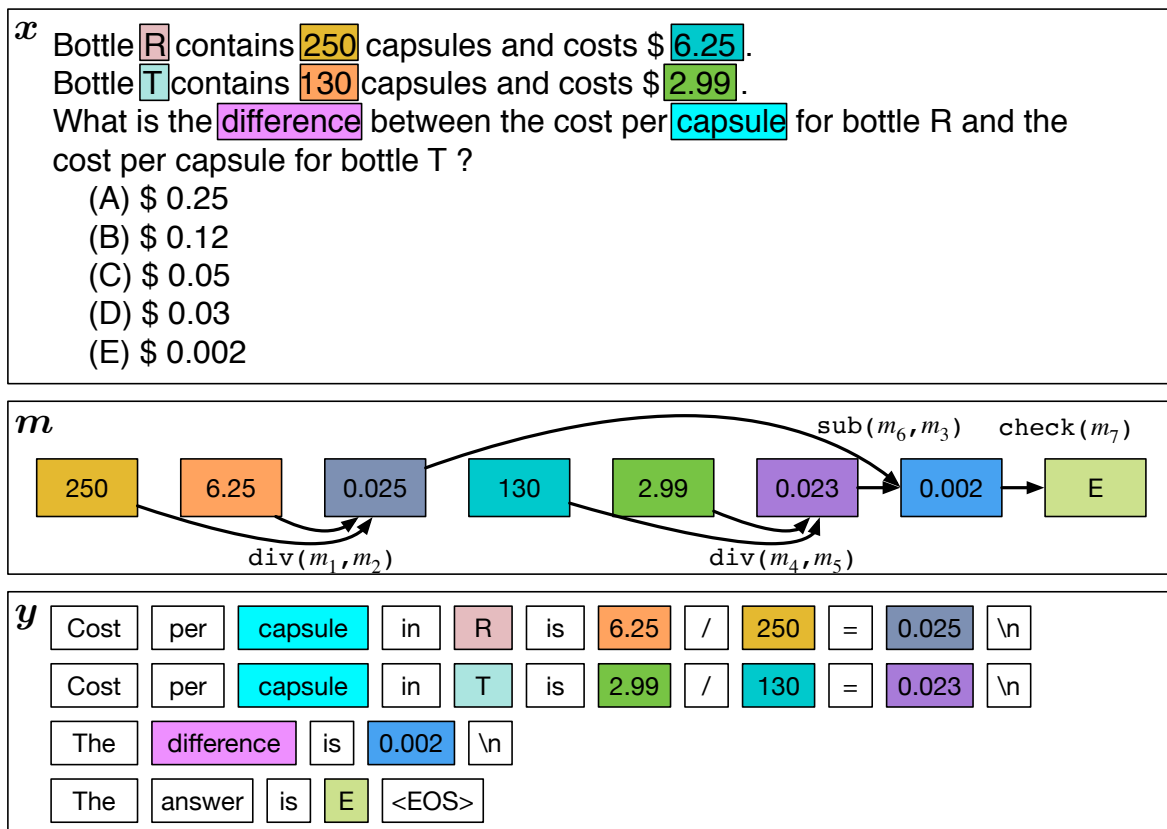 x
Bottle R contains 250 capsules and costs $ 6.25 .
Bottle T contains 130 capsules and costs $ 2.99 .
What is the difference between the cost per capsule for bottle R and the
cost per capsule for bottle T ?
(A) $ 0.25
(B) $ 0.12
(C) $ 0.05
(D) $ 0.03
(E) $ 0.002
m
sub(m6,m3) check(m7)
250 6.25 0.025 130 2.99 0.023 0.002 E
div(m1,m2) div(m4,m5)
y
Cost per capsule in R is 6.25 / 250 = 0.025 \n
Cost per capsule in T is 2.99 / 130 = 0.023 \n
The difference is 0.002 \n
The answer is E <EOS>